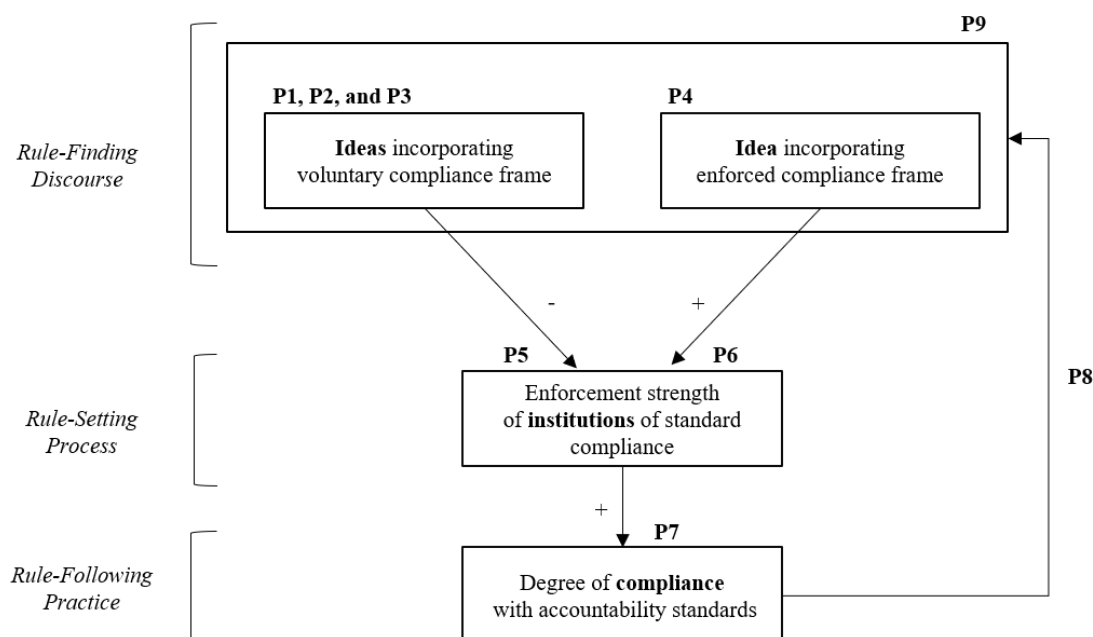 P9
P1, P2, and P3
P4
Rule-Finding
Discourse
Ideas incorporating
voluntary compliance frame
Idea incorporating
enforced compliance frame
-
+
P5
P6
P8
Rule-Setting
Process
Enforcement strength
of institutions of standard
compliance
+
P7
Rule-Following
Practice
Degree of compliance
with accountability standards